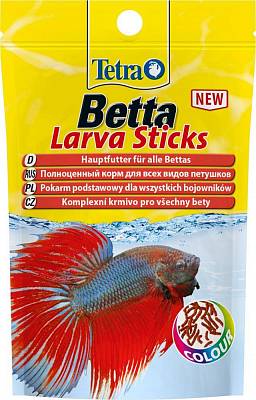 Tetra
Betta
NEW
Larva Sticks
D Hauptfutter für alle Bettas
RUS Полноценный корм для всех видов петушков
PL Pokarm podstawowy dla wszystkich bojowników
CZ Komplexní krmivo pro všechny bety
COLOUR